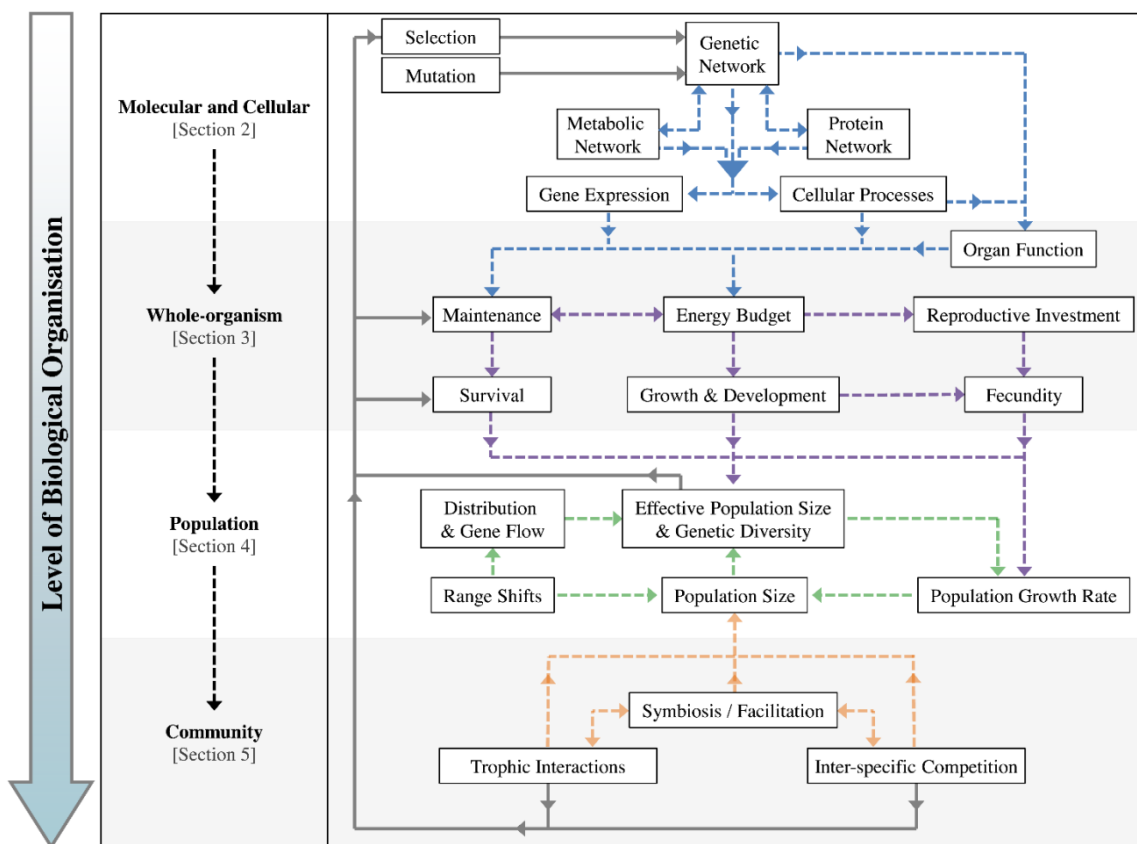 Level of Biological Organisation
Molecular and Cellular
[Section 2]
Whole-organism
[Section 3]
Population
[Section 4]
Community
[Section 5]
Selection
Mutation
Genetic
Network
Metabolic
Network
Protein
Network
Gene Expression
Cellular Processes
Organ Function
Maintenance
Energy Budget
Reproductive Investment
Survival
Growth & Development
Fecundity
Distribution
& Gene Flow
Effective Population Size
& Genetic Diversity
Range Shifts
Population Size
Population Growth Rate
Symbiosis / Facilitation
Trophic Interactions
Inter-specific Competition